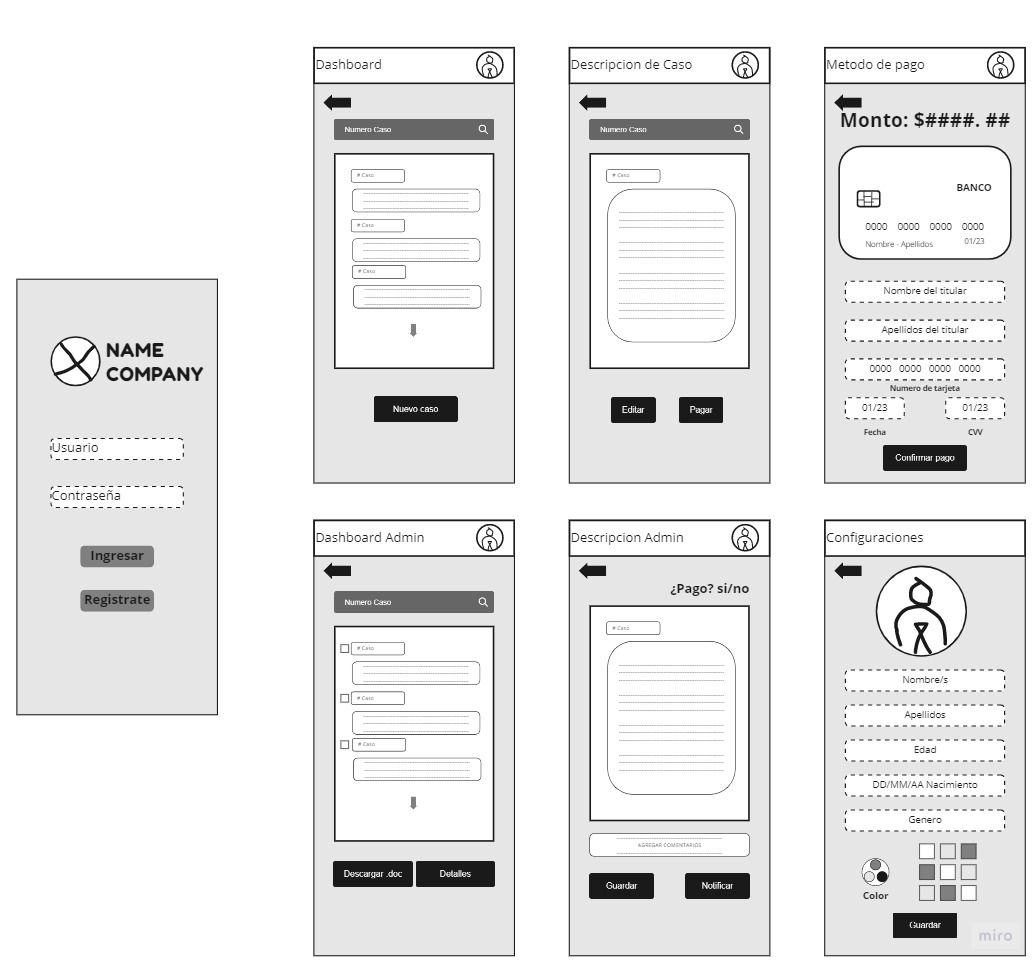 NAME
COMPANY
Usuario
Contraseña
Ingresar
Registrate
Dashboard
Numero Caso
# Caso
# Caso
# Caso
Nuevo caso
Descripcion de Caso
Numero Caso
# Caso
Editar
Pagar
Metodo de pago
Monto: $####. ##
BANCO
0000 0000 0000 0000
Nombre - Apellidos
01/23
Nombre del titular
Apellidos del titular
0000 0000 0000 0000
Numero de tarjeta
01/23
01/23
Fecha
CVV
Confirmar pago
Dashboard Admin
Numero Caso
# Caso
# Caso
# Caso
Descargar .doc
Detalles
Descripcion Admin
¿Pago? si/no
# Caso
AGREGAR COMENTARIOS
Guardar
Notificar
Configuraciones
Nombre/s
Apellidos
Edad
DD/MM/AA Nacimiento
Genero
Color
Guardar
miro